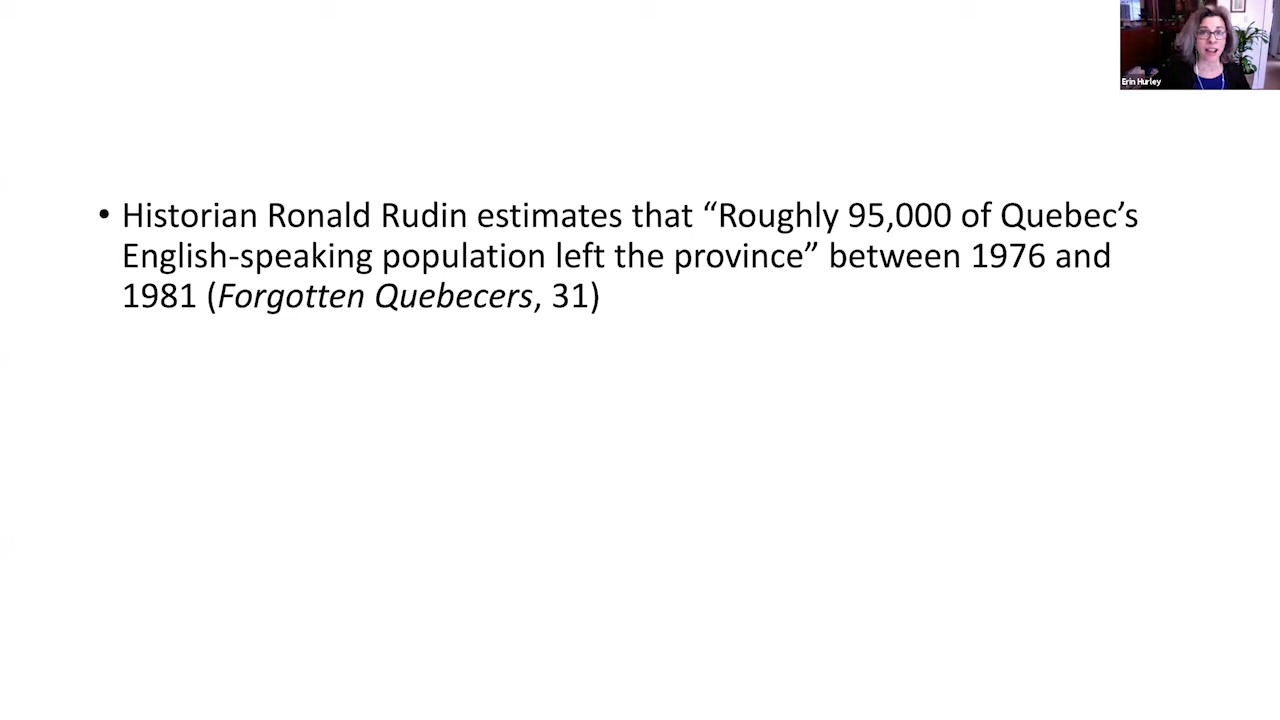 Erin Hurley
• Historian Ronald Rudin estimates that “Roughly 95,000 of Quebec’s
English-speaking population left the province” between 1976 and
1981 (Forgotten Quebecers, 31)